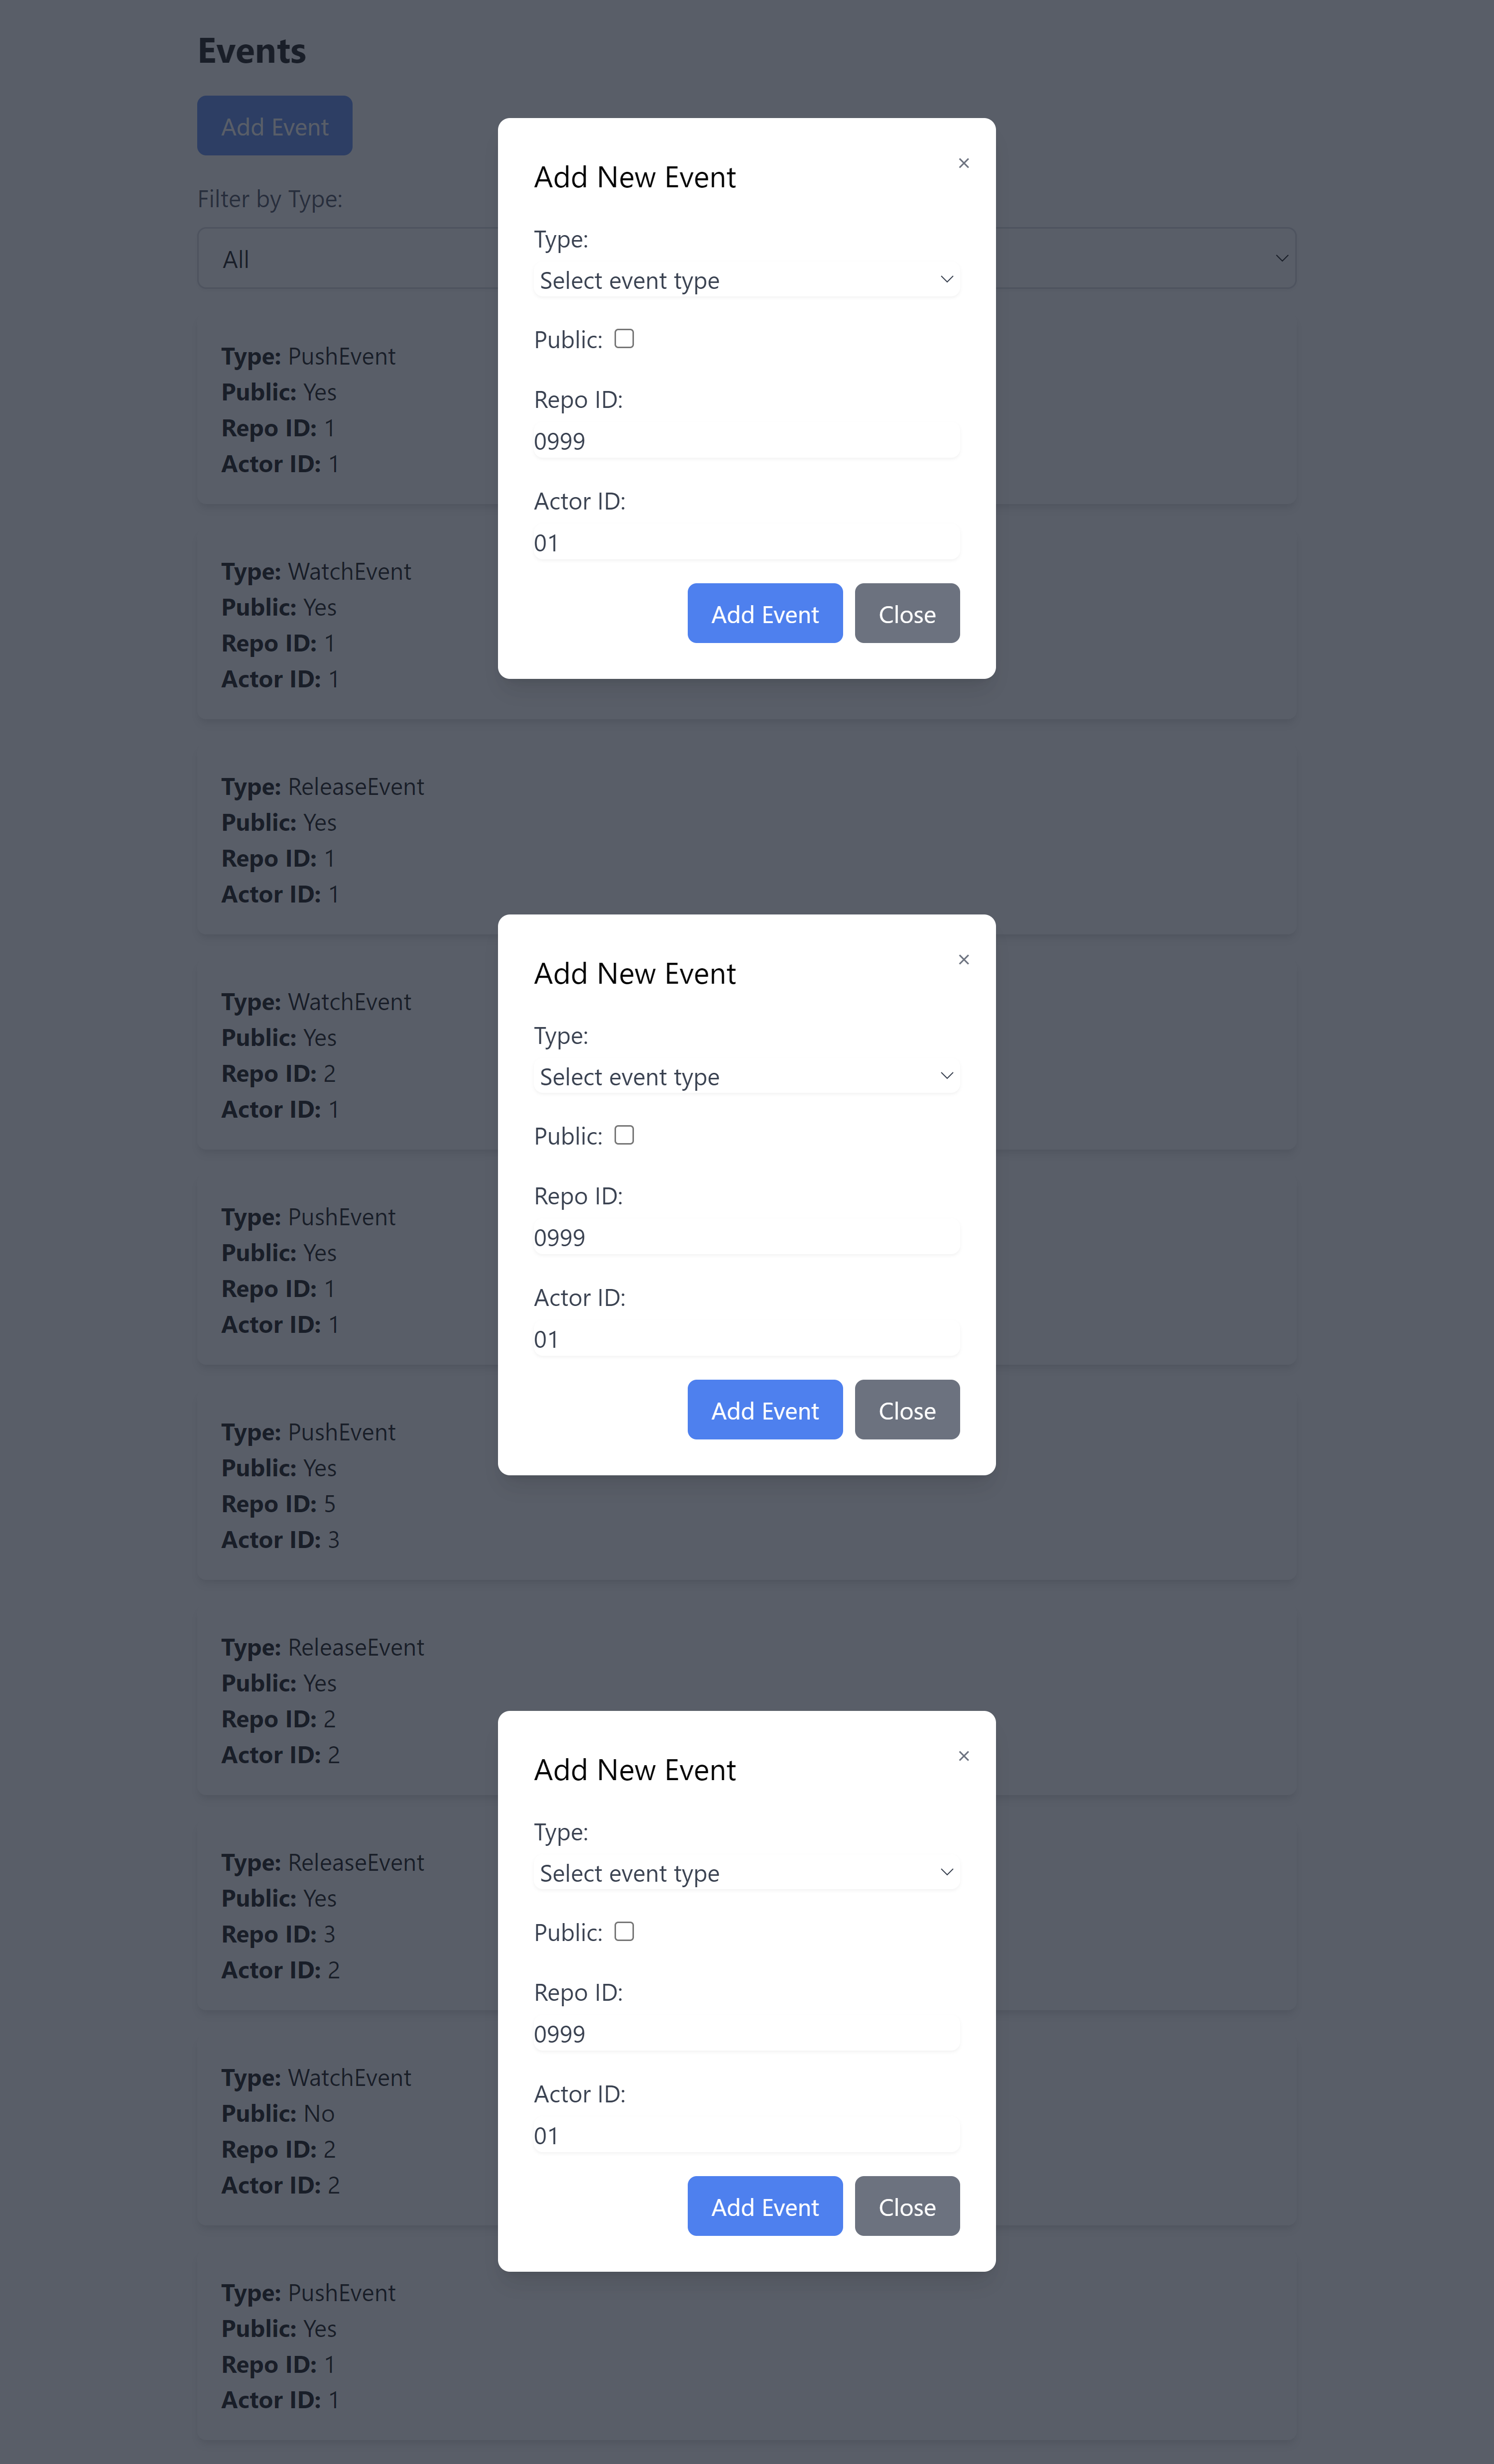 Events
Add Event
Filter by Type:
All
Type: PushEvent
Public: Yes
Repo ID: 1
Actor ID: 1
Type: WatchEvent
Public: Yes
Repo ID: 1
Actor ID: 1
Type: ReleaseEvent
Public: Yes
Repo ID: 1
Actor ID: 1
Type: WatchEvent
Public: Yes
Repo ID: 2
Actor ID: 1
Type: PushEvent
Public: Yes
Repo ID: 1
Actor ID: 1
Type: PushEvent
Public: Yes
Repo ID: 5
Actor ID: 3
Type: ReleaseEvent
Public: Yes
Repo ID: 2
Actor ID: 2
Type: ReleaseEvent
Public: Yes
Repo ID: 3
Actor ID: 2
Type: WatchEvent
Public: No
Repo ID: 2
Actor ID: 2
Type: PushEvent
Public: Yes
Repo ID: 1
Actor ID: 1
Add New Event ×
Type:
Select event type
Public:
Repo ID:
0999
Actor ID:
01
Add Event Close
Add New Event ×
Type:
Select event type
Public:
Repo ID:
0999
Actor ID:
01
Add Event Close
Add New Event ×
Type:
Select event type
Public:
Repo ID:
0999
Actor ID:
01
Add Event Close